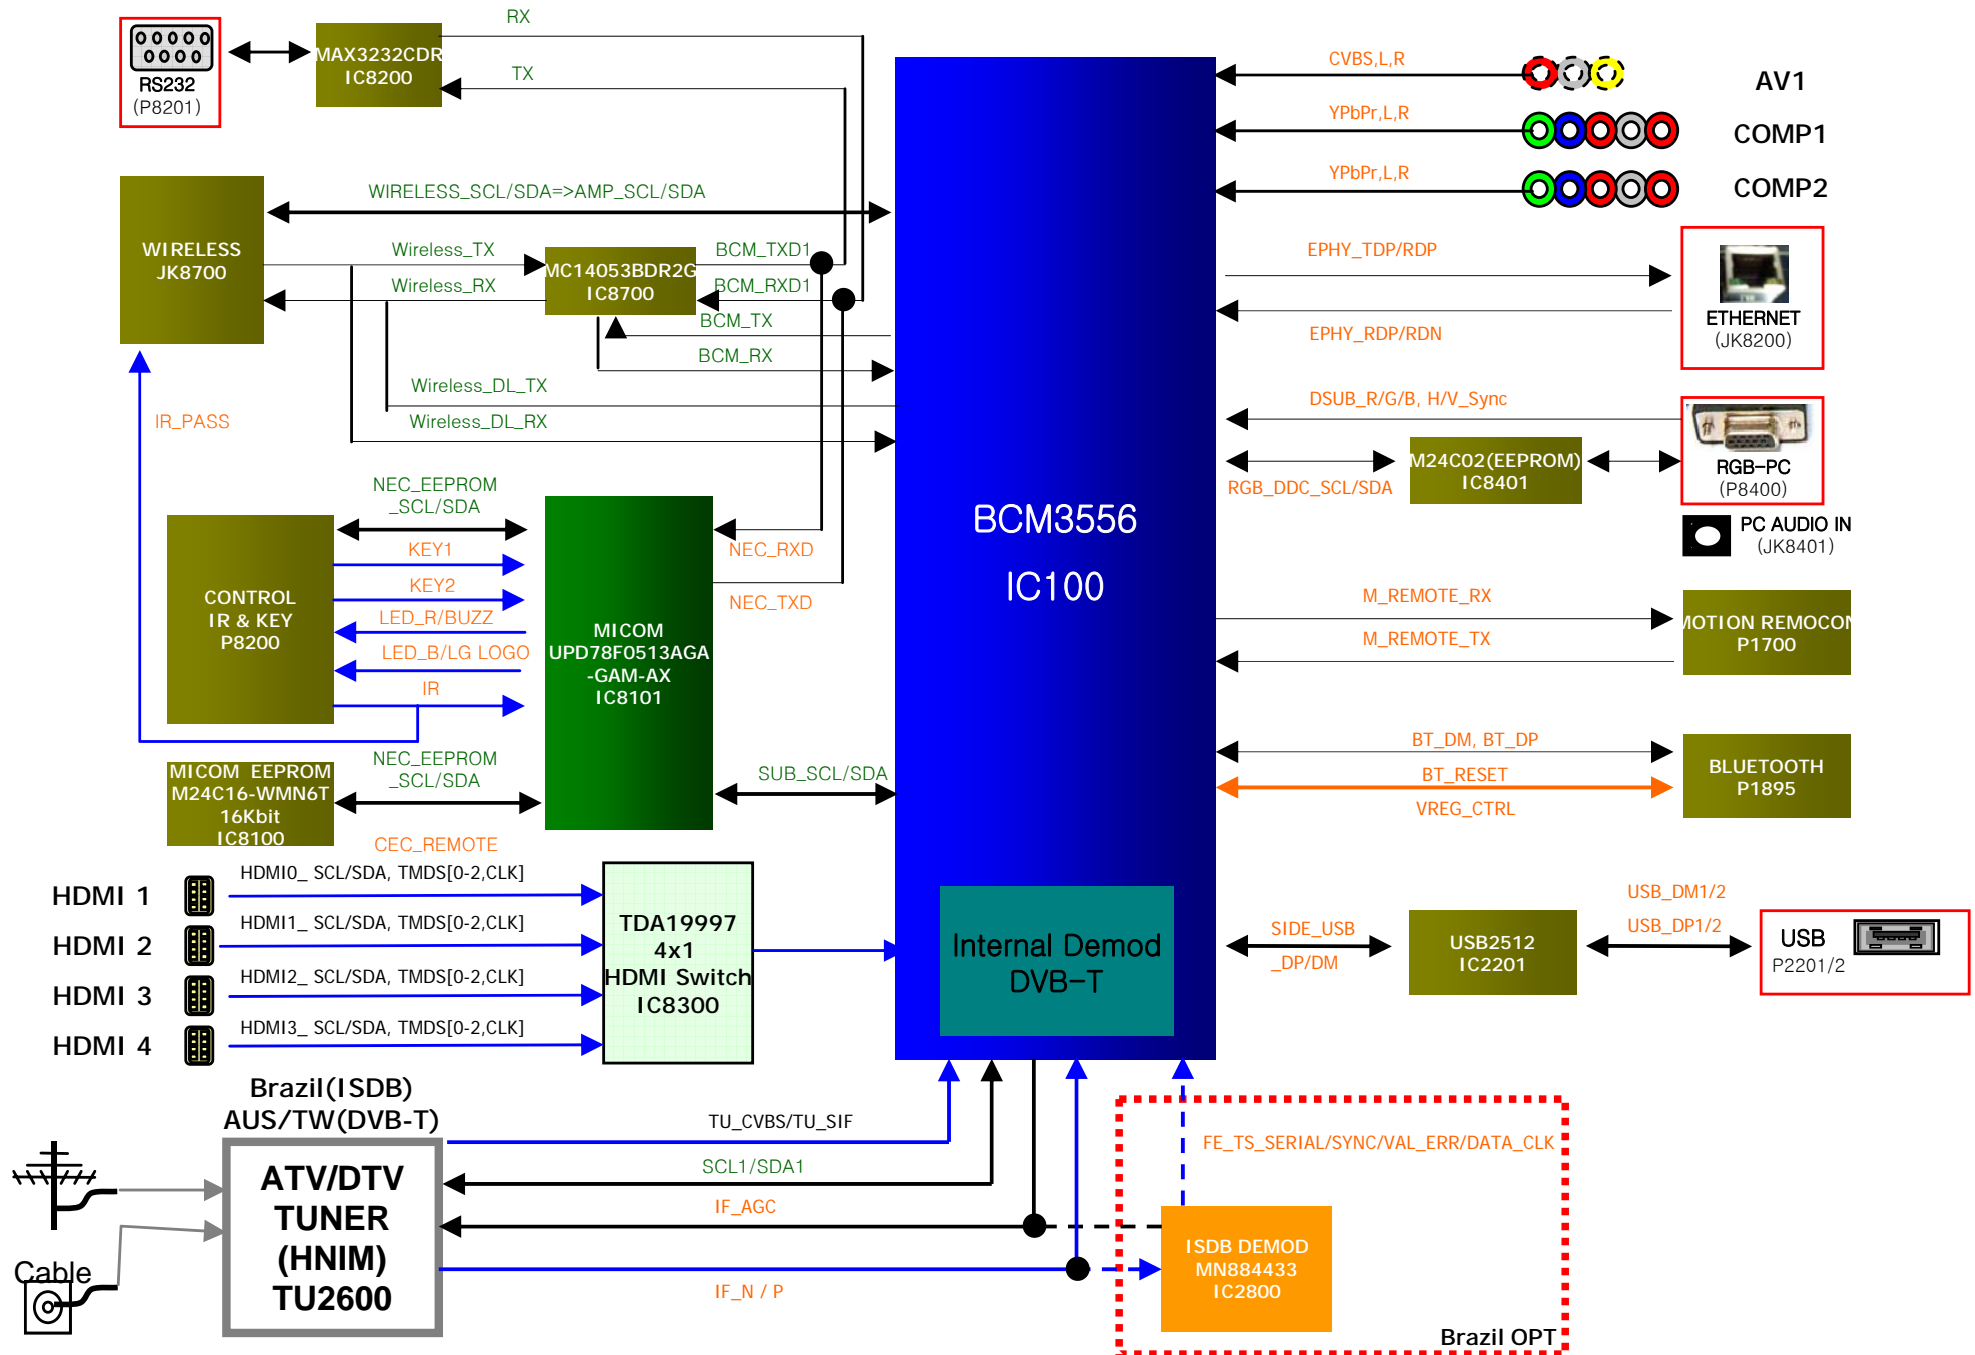 RS232
(P8201)
MAX3232CDR
IC8200
RX
TX
CVBS,L,R
AV1
YPbPr,L,R
COMP1
YPbPr,L,R
COMP2
WIRELESS
JK8700
WIRELESS_SCL/SDA=>AMP_SCL/SDA
Wireless_TX
Wireless_RX
MC14053BDR2G
IC8700
BCM_TXD1
BCM_RXD1
BCM_TX
BCM_RX
Wireless_DL_TX
Wireless_DL_RX
IR_PASS
BCM3556
IC100
EPHY_TDP/RDP
EPHY_RDP/RDN
ETHERNET
(JK8200)
DSUB_R/G/B, H/V_Sync
RGB_DDC_SCL/SDA
M24C02(EEPROM)
IC8401
RGB-PC
(P8400)
PC AUDIO IN
(JK8401)
NEC_EEPROM
_SCL/SDA
KEY1
KEY2
LED_R/BUZZ
LED_B/LG LOGO
IR
CONTROL
IR & KEY
P8200
MICOM
UPD78F0513AGA
-GAM-AX
IC8101
NEC_RXD
NEC_TXD
M_REMOTE_RX
M_REMOTE_TX
MOTION REMOCON
P1700
NEC_EEPROM
_SCL/SDA
MICOM EEPROM
M24C16-WMN6T
16Kbit
IC8100
SUB_SCL/SDA
BT_DM, BT_DP
BT_RESET
VREG_CTRL
BLUETOOTH
P1895
CEC_REMOTE
HDMI 1
HDMI0_ SCL/SDA, TMDS[0-2,CLK]
HDMI 2
HDMI1_ SCL/SDA, TMDS[0-2,CLK]
HDMI 3
HDMI2_ SCL/SDA, TMDS[0-2,CLK]
HDMI 4
HDMI3_ SCL/SDA, TMDS[0-2,CLK]
TDA19997
4x1
HDMI Switch
IC8300
Internal Demod
DVB-T
SIDE_USB
_DP/DM
USB2512
IC2201
USB_DM1/2
USB_DP1/2
USB
P2201/2
Brazil(ISDB)
AUS/TW(DVB-T)
ATV/DTV
TUNER
(HNIM)
TU2600
Cable
TU_CVBS/TU_SIF
SCL1/SDA1
IF_AGC
IF_N / P
FE_TS_SERIAL/SYNC/VAL_ERR/DATA_CLK
ISDB DEMOD
MN884433
IC2800
Brazil OPT